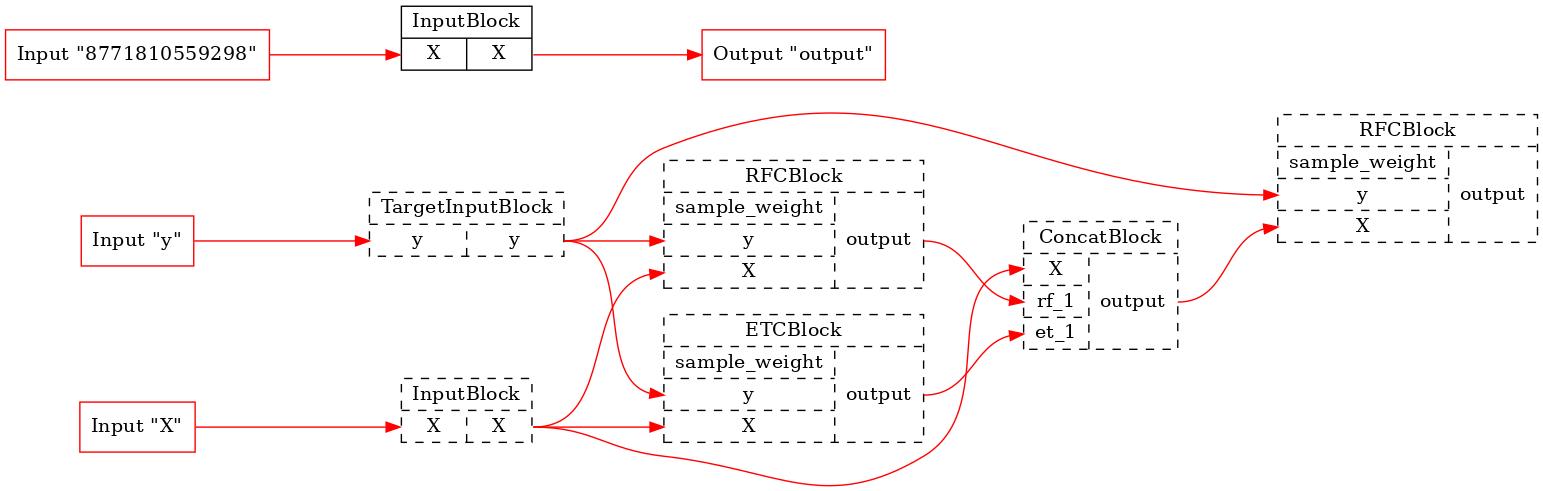 Input "8771810559298"
InputBlock
X X
Output "output"
Input "y"
TargetInputBlock
y y
RFCBlock
sample_weight
y
X
output
Input "X"
InputBlock
X X
ETCBlock
sample_weight
y
X
output
ConcatBlock
X
rf_1
et_1
output
RFCBlock
sample_weight
y
X
output